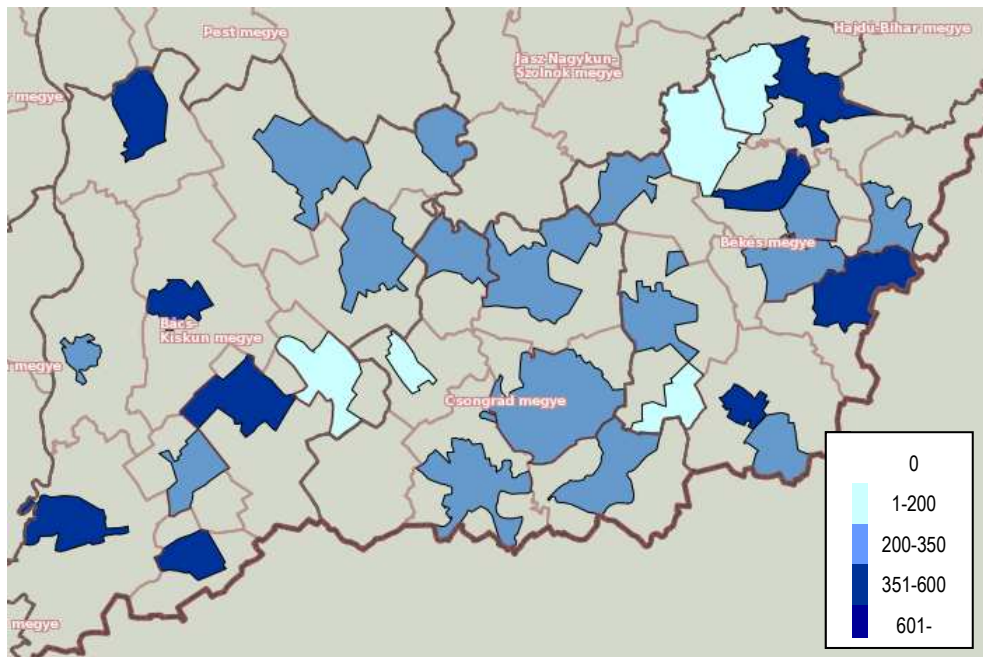 Pest megye
Hajdú-Bihar megye
Jász-Nagykun-
Szolnok megye
megye
Békés megye
Bács-
Kiskun megye
megye
Csongrád megye
megye
0
1-200
200-350
351-600
601-